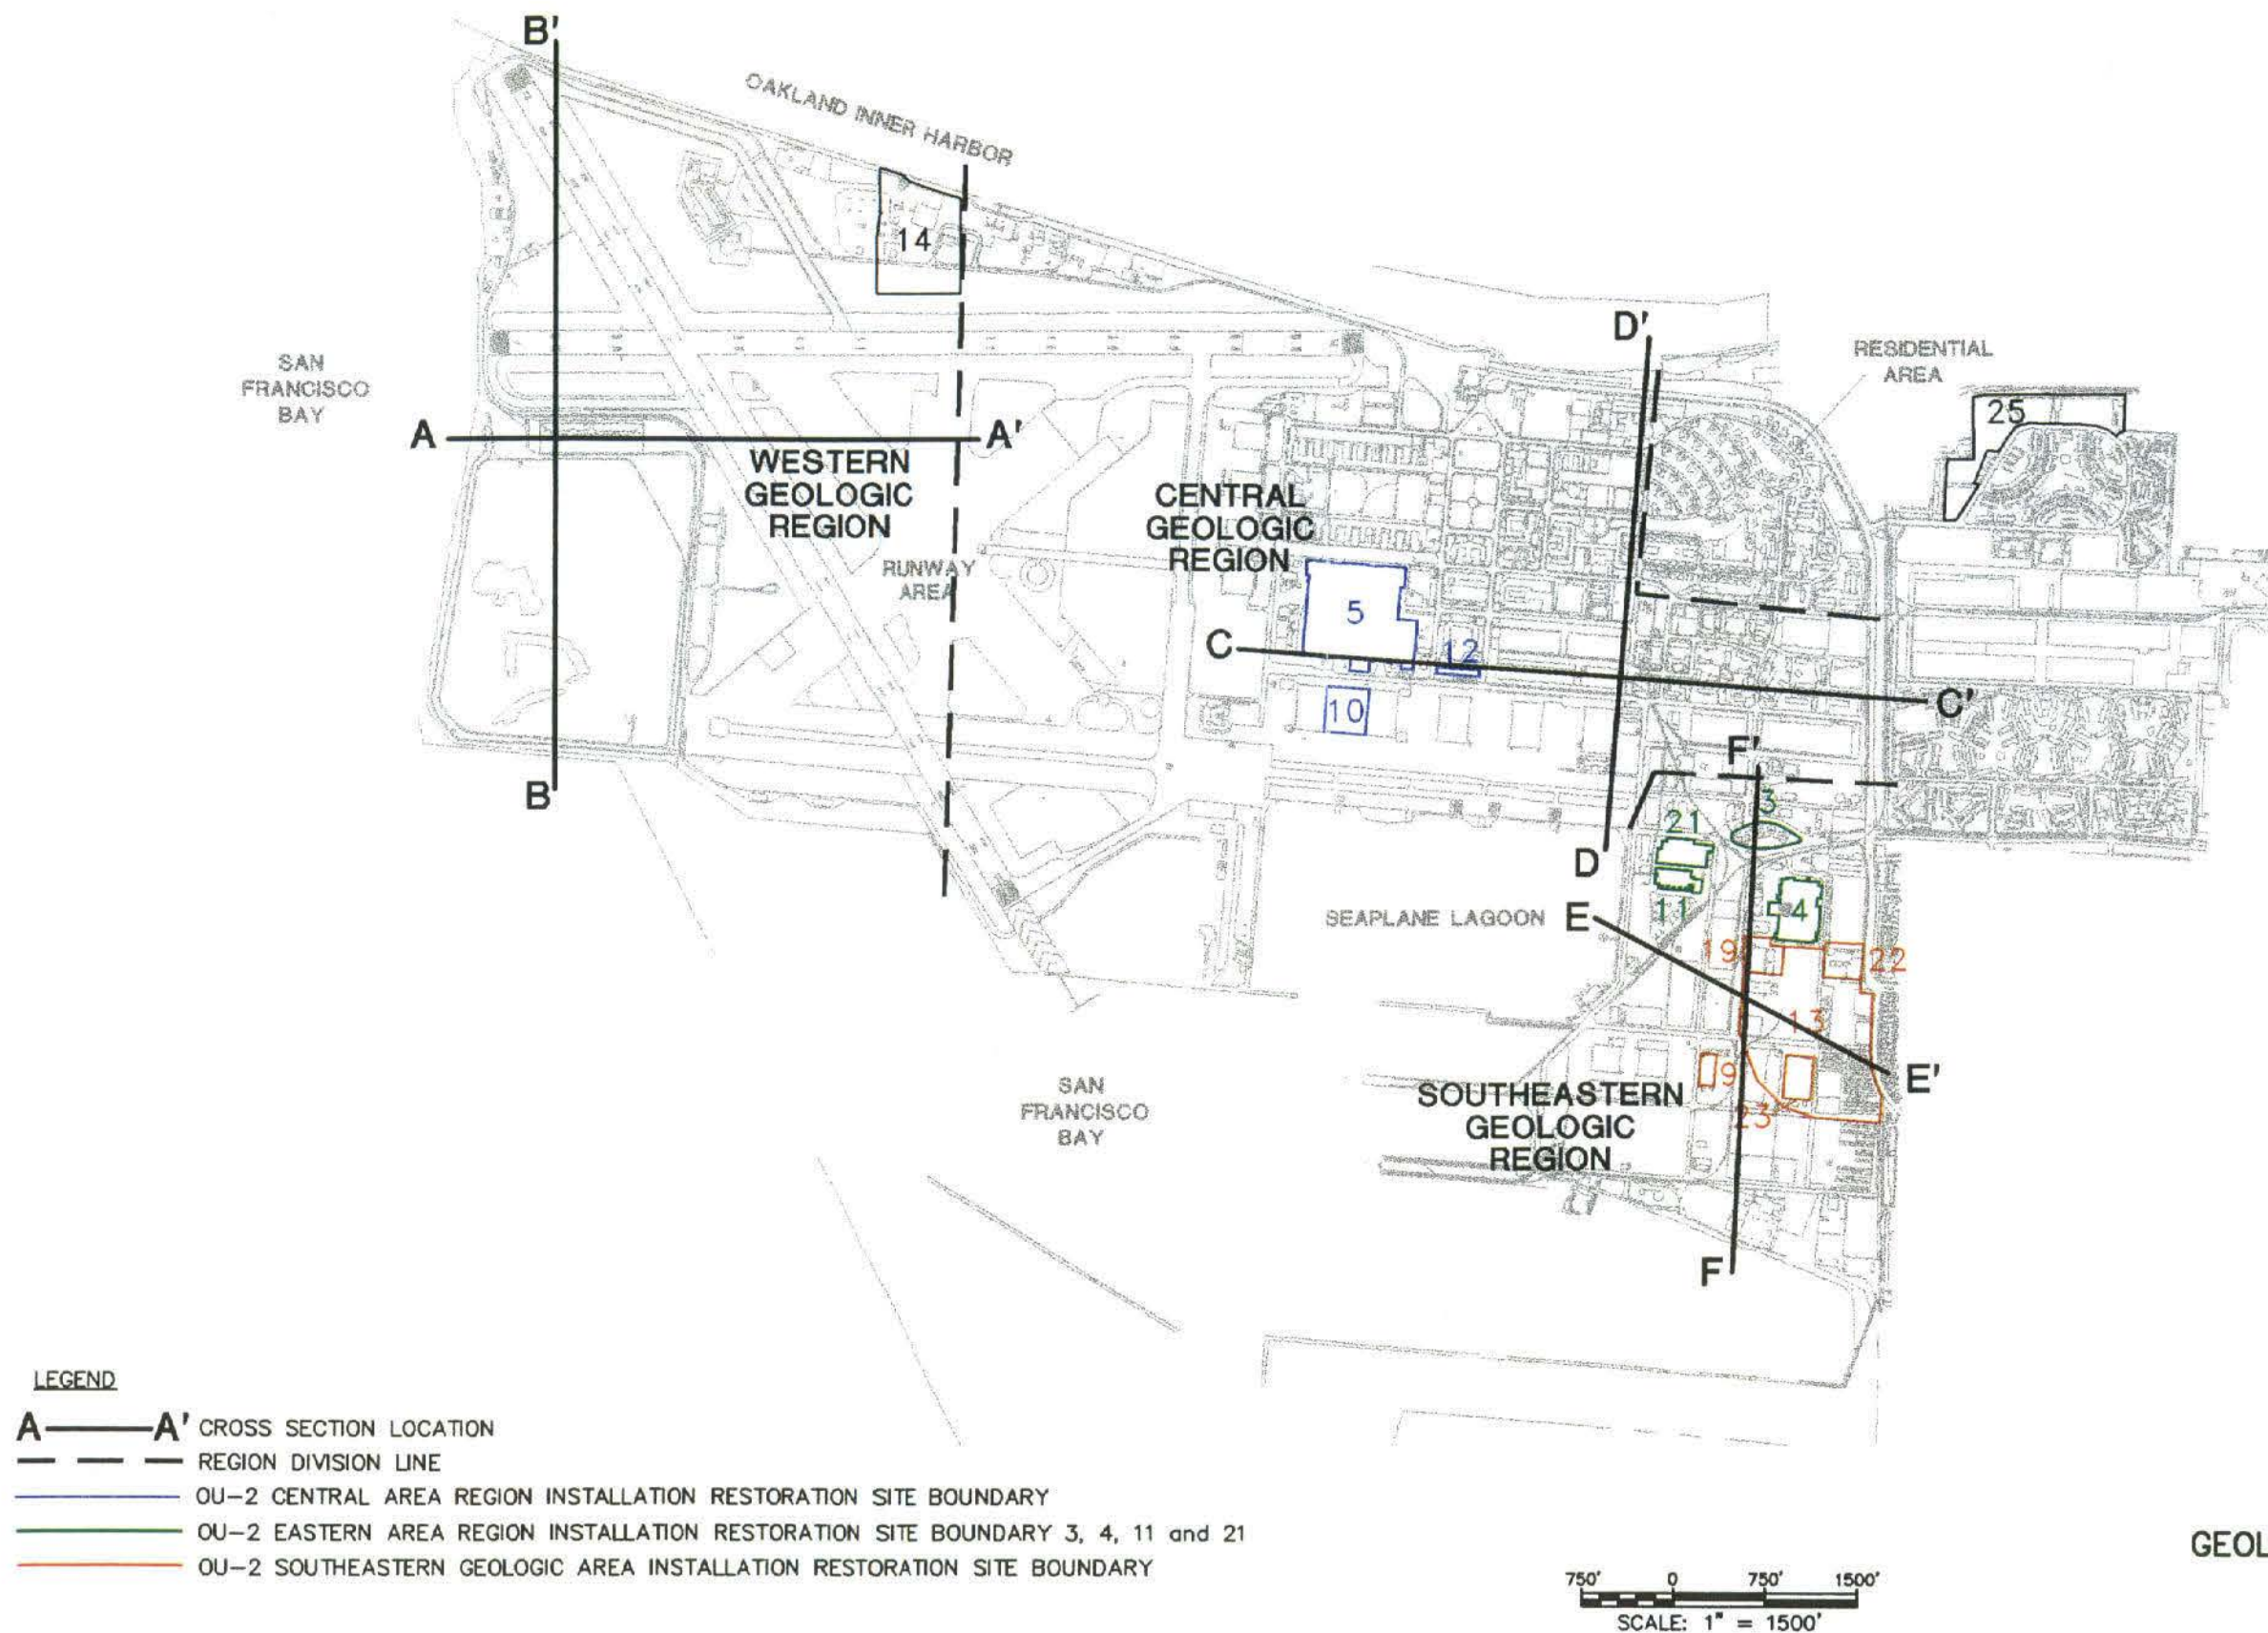 B'
OAKLAND INNER HARBOR
14
D'
SAN
FRANCISCO
BAY
RESIDENTIAL
AREA
25
A
A'
WESTERN
GEOLOGIC
REGION
CENTRAL
GEOLOGIC
REGION
RUNWAY
AREA
5
C
12
10
C'
F'
B
3
21
D
11
4
SEAPLANE LAGOON
E
19
22
13
9
E'
23
SAN
FRANCISCO
BAY
SOUTHEASTERN
GEOLOGIC
REGION
F
LEGEND
A A' CROSS SECTION LOCATION
REGION DIVISION LINE
OU-2 CENTRAL AREA REGION INSTALLATION RESTORATION SITE BOUNDARY
OU-2 EASTERN AREA REGION INSTALLATION RESTORATION SITE BOUNDARY 3, 4, 11 and 21
OU-2 SOUTHEASTERN GEOLOGIC AREA INSTALLATION RESTORATION SITE BOUNDARY
GEOL
750' 0 750' 1500'
SCALE: 1" = 1500'